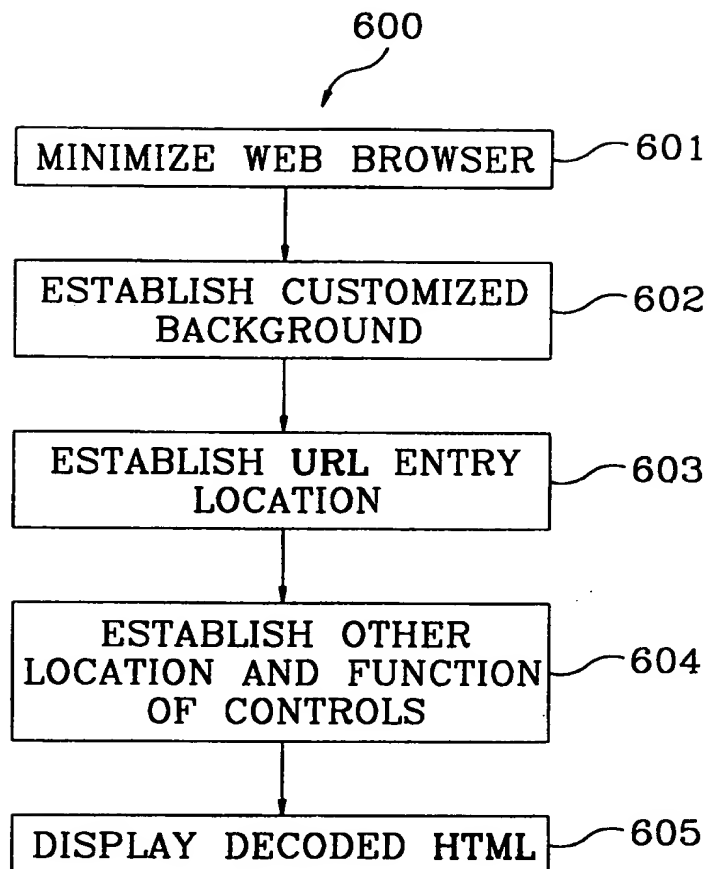 600
MINIMIZE WEB BROWSER
601
ESTABLISH CUSTOMIZED
BACKGROUND
602
ESTABLISH URL ENTRY
LOCATION
603
ESTABLISH OTHER
LOCATION AND FUNCTION
OF CONTROLS
604
DISPLAY DECODED HTML
605